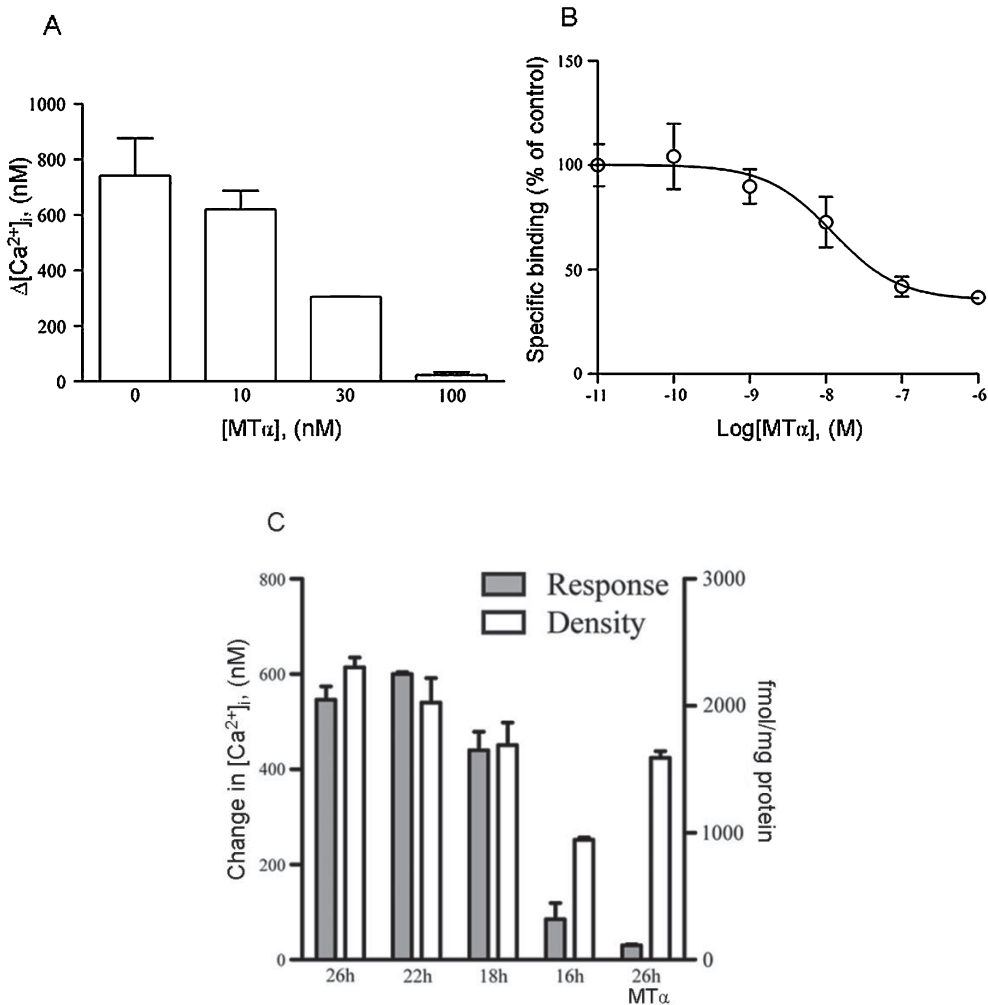 A
Δ[Ca²⁺]ᵢ, (nM)
1000
800
600
400
200
0
0 10 30 100
[MTα], (nM)
B
Specific binding (% of control)
150
100
50
0
-11 -10 -9 -8 -7 -6
Log[MTα], (M)
C
Change in [Ca²⁺]ᵢ, (nM)
800
600
400
200
0
Response
Density
3000
2000
1000
0
fmol/mg protein
26h 22h 18h 16h 26h
MTα